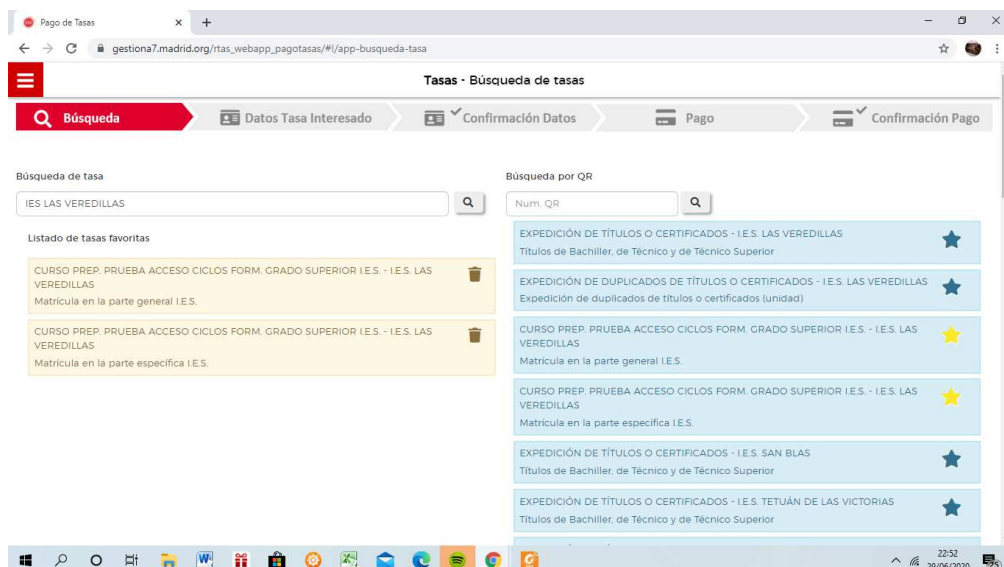 Pago de Tasas
gestiona7.madrid.org/rtas_webapp_pagotasas/#!/app-busqueda-tasa
Tasas - Búsqueda de tasas
Búsqueda
Datos Tasa Interesado
Confirmación Datos
Pago
Confirmación Pago
Búsqueda de tasa
IES LAS VEREDILLAS
Listado de tasas favoritas
CURSO PREP. PRUEBA ACCESO CICLOS FORM. GRADO SUPERIOR I.E.S. - I.E.S. LAS
VEREDILLAS
Matrícula en la parte general I.E.S.
CURSO PREP. PRUEBA ACCESO CICLOS FORM. GRADO SUPERIOR I.E.S. - I.E.S. LAS
VEREDILLAS
Matrícula en la parte específica I.E.S.
Búsqueda por QR
Num. QR
EXPEDICIÓN DE TÍTULOS O CERTIFICADOS - I.E.S. LAS VEREDILLAS
Títulos de Bachiller, de Técnico y de Técnico Superior
EXPEDICIÓN DE DUPLICADOS DE TÍTULOS O CERTIFICADOS - I.E.S. LAS VEREDILLAS
Expedición de duplicados de títulos o certificados (unidad)
CURSO PREP. PRUEBA ACCESO CICLOS FORM. GRADO SUPERIOR I.E.S. - I.E.S. LAS
VEREDILLAS
Matrícula en la parte general I.E.S.
CURSO PREP. PRUEBA ACCESO CICLOS FORM. GRADO SUPERIOR I.E.S. - I.E.S. LAS
VEREDILLAS
Matrícula en la parte específica I.E.S.
EXPEDICIÓN DE TÍTULOS O CERTIFICADOS - I.E.S. SAN BLAS
Títulos de Bachiller, de Técnico y de Técnico Superior
EXPEDICIÓN DE TÍTULOS O CERTIFICADOS - I.E.S. TETUÁN DE LAS VICTORIAS
Títulos de Bachiller, de Técnico y de Técnico Superior
22:52
29/06/2020